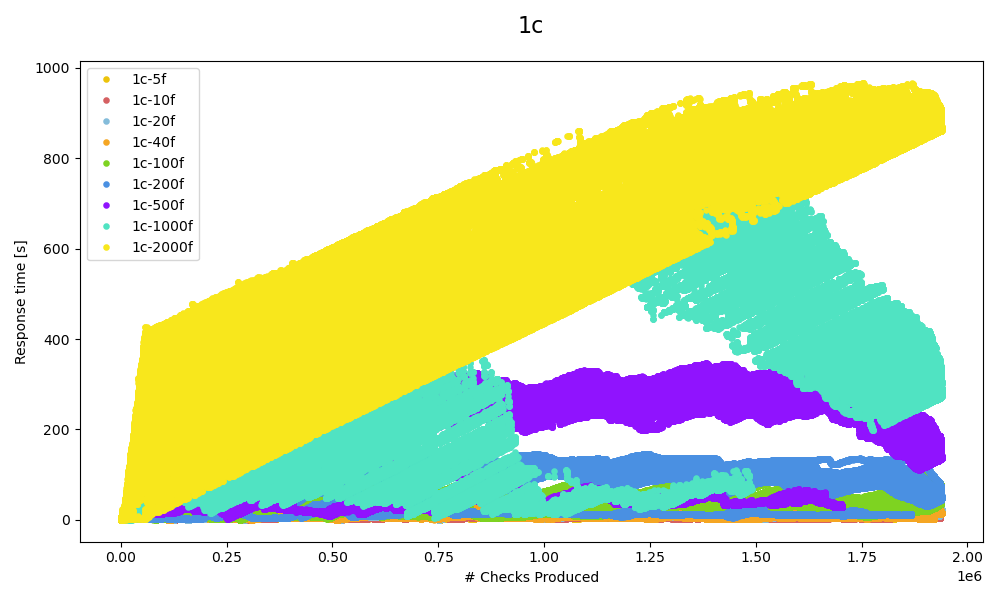 1c
1000
800
600
400
200
0
Response time [s]
1c-5f
1c-10f
1c-20f
1c-40f
1c-100f
1c-200f
1c-500f
1c-1000f
1c-2000f
0.00 0.25 0.50 0.75 1.00 1.25 1.50 1.75 2.00
1e6
# Checks Produced